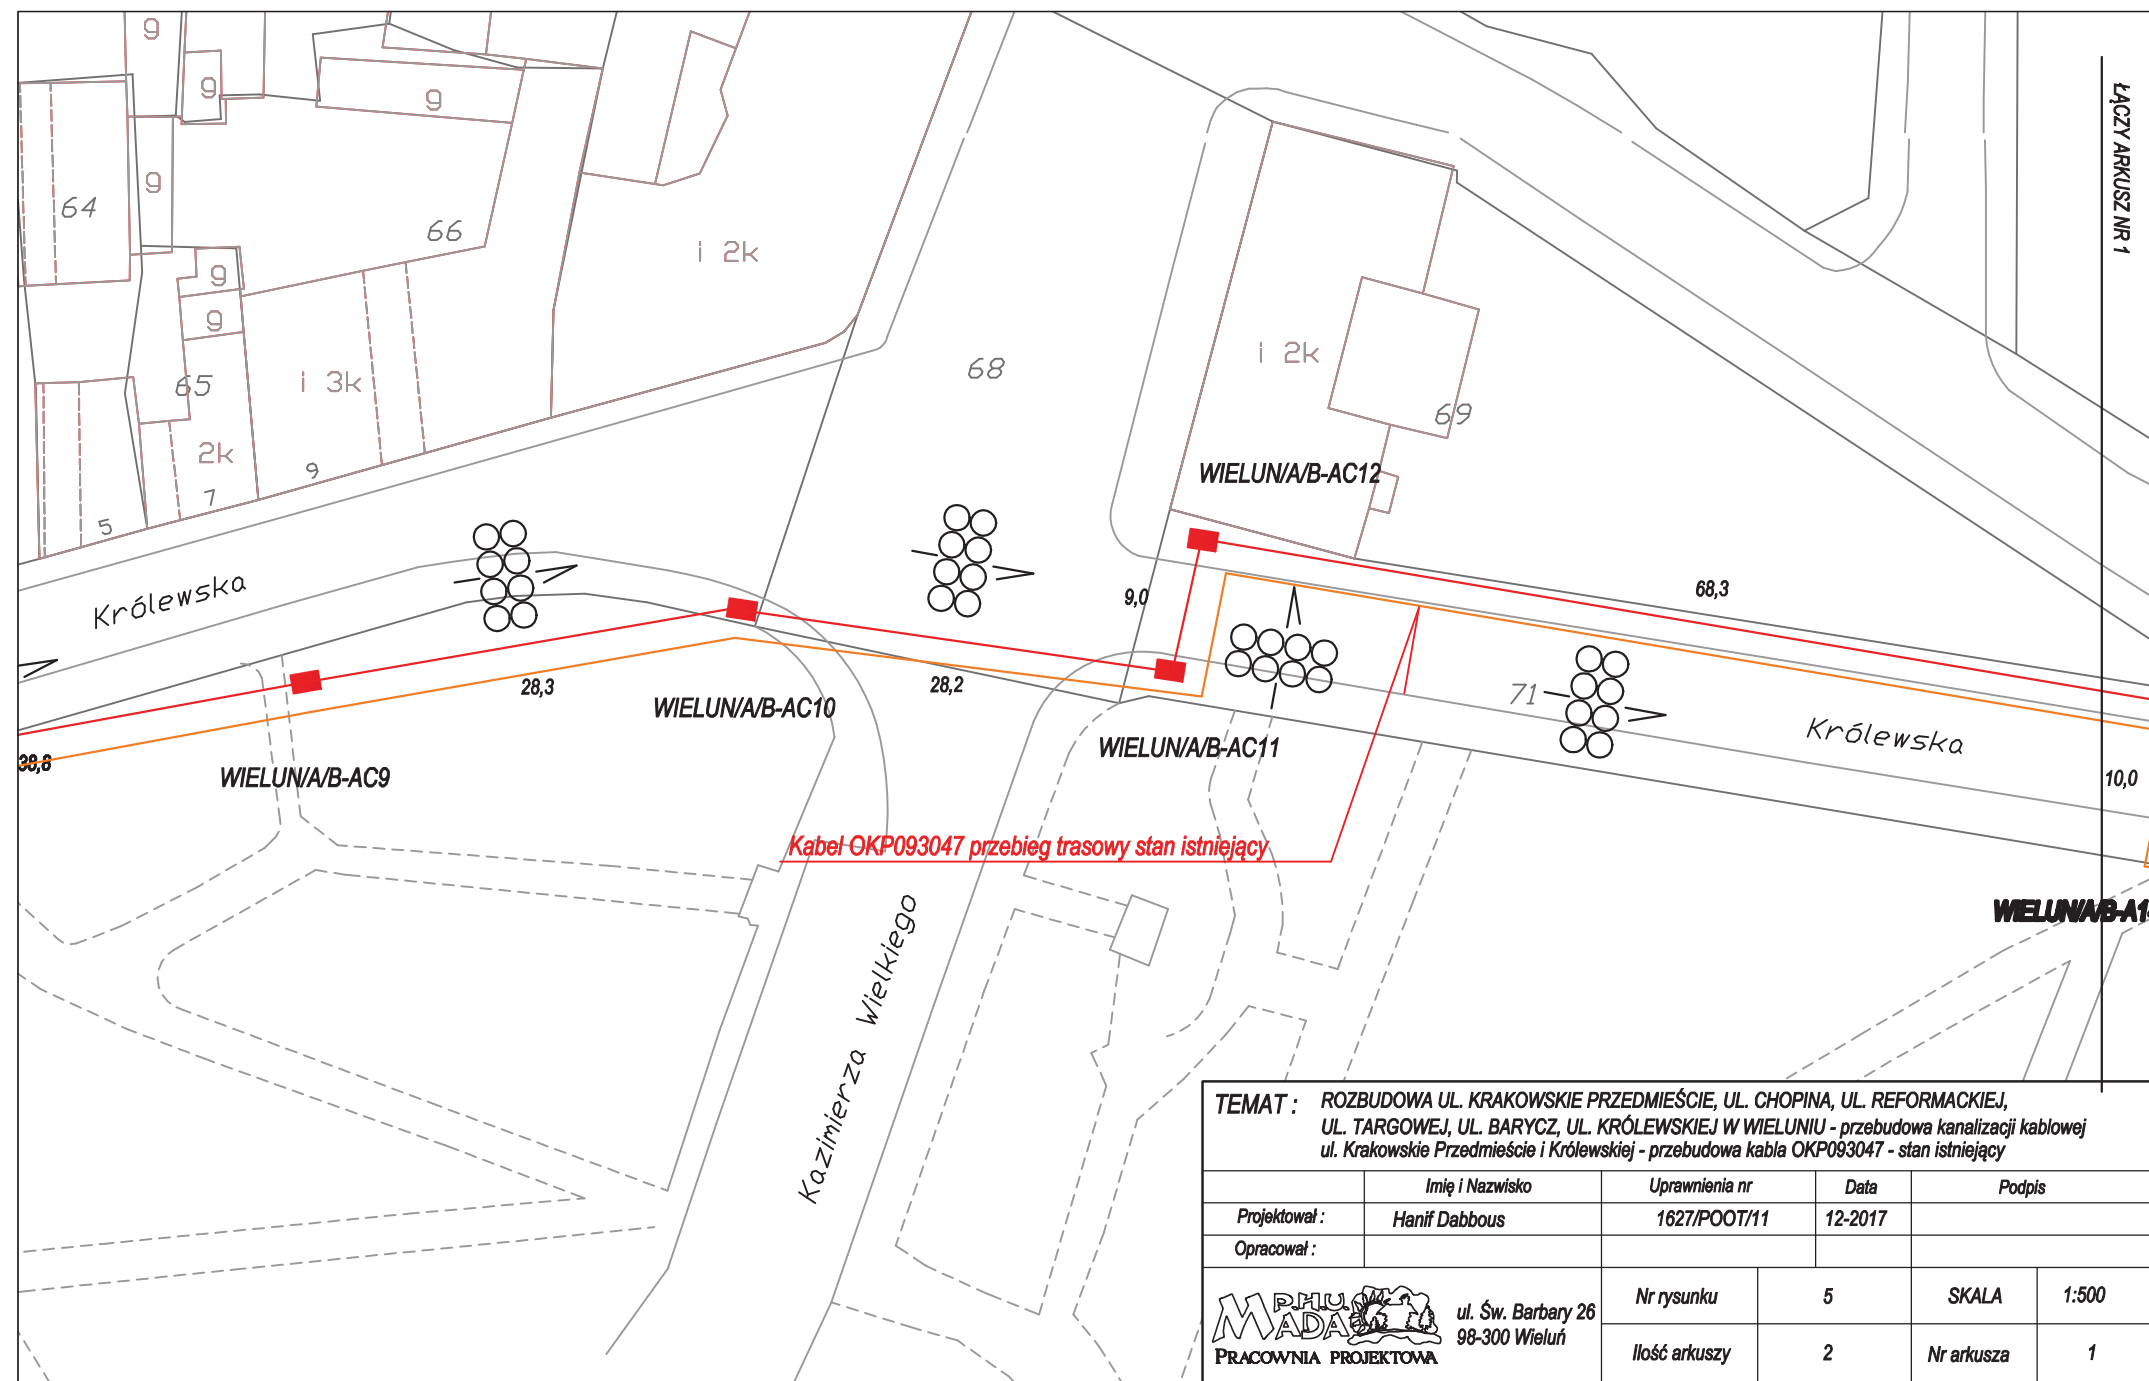 9
9
9
9
64
66
i 2k
ŁĄCZY ARKUSZ NR 1
9
9
65
i 3k
68
i 2k
69
2k
9
7
5
WIELUN/A/B-AC12
Królewska
9,0
68,3
28,3
28,2
WIELUN/A/B-AC10
71
Królewska
WIELUN/A/B-AC11
38,8
WIELUN/A/B-AC9
10,0
Kabel OKP093047 przebieg trasowy stan istniejący
Kazimierza Wielkiego
WIELUN/A/B-A1
TEMAT : ROZBUDOWA UL. KRAKOWSKIE PRZEDMIEŚCIE, UL. CHOPINA, UL. REFORMACKIEJ,
UL. TARGOWEJ, UL. BARYCZ, UL. KRÓLEWSKIEJ W WIELUNIU - przebudowa kanalizacji kablowej
ul. Krakowskie Przedmieście i Królewskiej - przebudowa kabla OKP093047 - stan istniejący
Imię i Nazwisko Uprawnienia nr Data Podpis
Projektował : Hanif Dabbous 1627/POOT/11 12-2017
Opracował :
P.H.U.
MADA
PRACOWNIA PROJEKTOWA
ul. Św. Barbary 26
98-300 Wieluń
Nr rysunku 5 SKALA 1:500
Ilość arkuszy 2 Nr arkusza 1